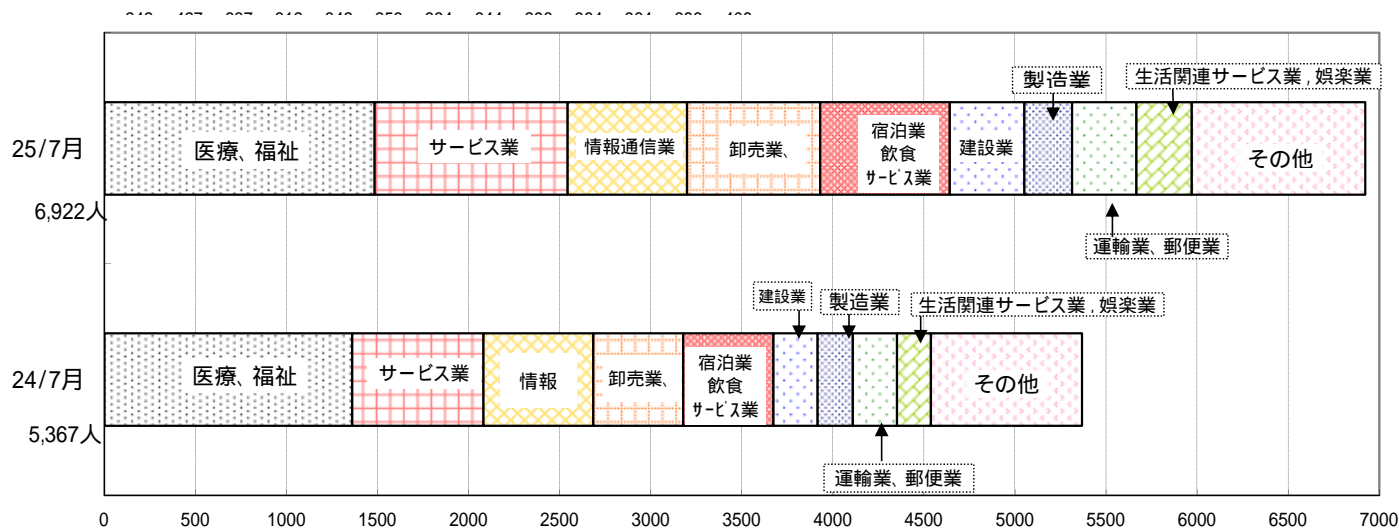 生活関連サービス業，娯楽業
製造業
25/7月
医療、福祉
サービス業
情報通信業
卸売業、
宿泊業
飲食
サービス業
建設業
その他
6,922人
運輸業、郵便業
建設業
製造業
生活関連サービス業，娯楽業
24/7月
医療、福祉
サービス業
情報
卸売業、
宿泊業
飲食
サービス業
その他
5,367人
運輸業、郵便業
0 500 1000 1500 2000 2500 3000 3500 4000 4500 5000 5500 6000 6500 7000